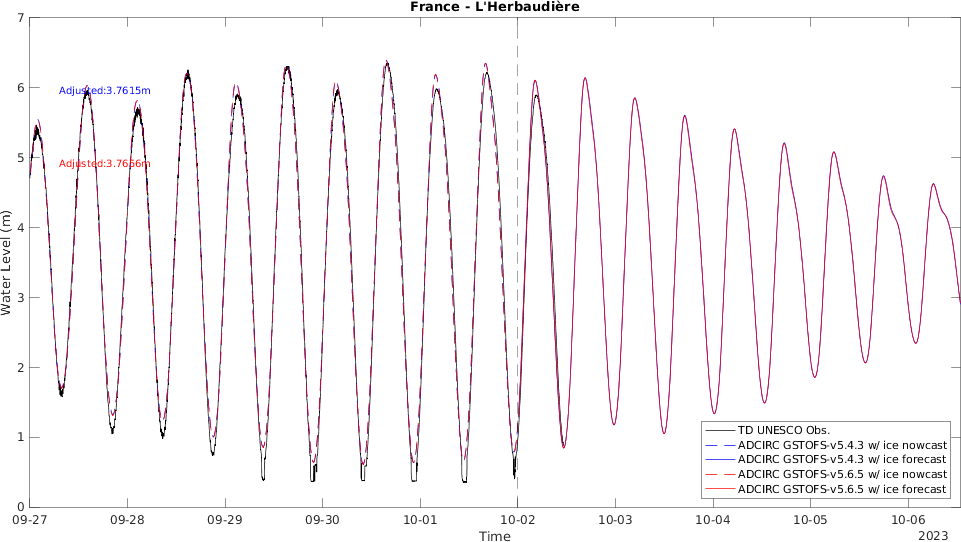 France - L'Herbaudière
7
6
5
4
3
2
1
0
Water Level (m)
Adjusted:3.7615m
Adjusted:3.7656m
TD UNESCO Obs.
ADCIRC GSTOFS-v5.4.3 w/ ice nowcast
ADCIRC GSTOFS-v5.4.3 w/ ice forecast
ADCIRC GSTOFS-v5.6.5 w/ ice nowcast
ADCIRC GSTOFS-v5.6.5 w/ ice forecast
09-27 09-28 09-29 09-30 10-01 10-02 10-03 10-04 10-05 10-06
Time
2023